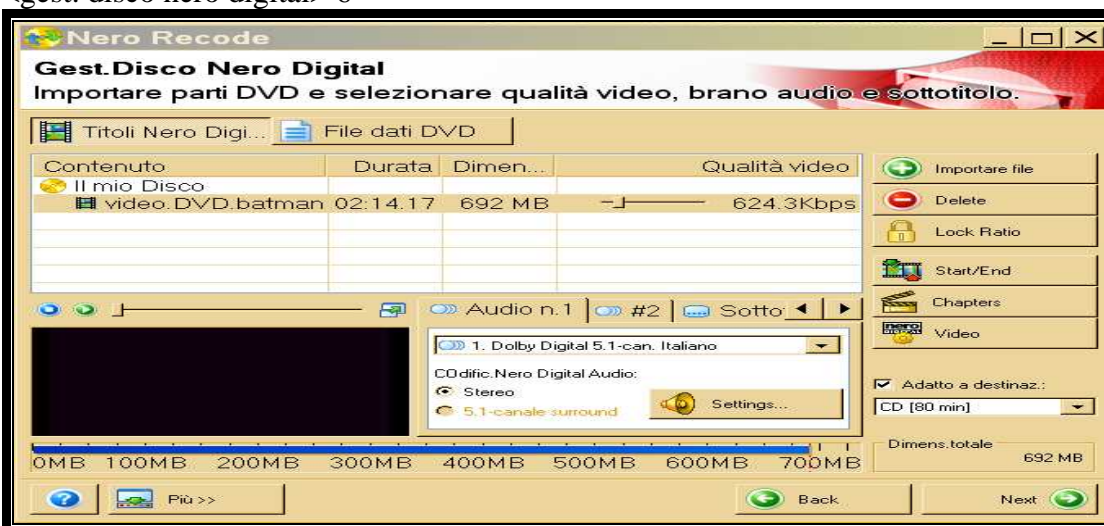 Nero Recode
Gest.Disco Nero Digital
Importare parti DVD e selezionare qualità video, brano audio e sottotitolo.
Titoli Nero Digi... File dati DVD
Contenuto Durata Dimen... Qualità video
Il mio Disco
video.DVD.batman 02:14.17 692 MB 624.3Kbps
Importare file
Delete
Lock Ratio
Start/End
Chapters
Video
Audio n.1 #2 Sotto
1. Dolby Digital 5.1-can. Italiano
COdific.Nero Digital Audio:
Stereo
5.1-canale surround
Settings...
Adatto a destinaz.:
CD [80 min]
0MB 100MB 200MB 300MB 400MB 500MB 600MB 700MB
Dimens.totale
692 MB
Più >>
Back
Next